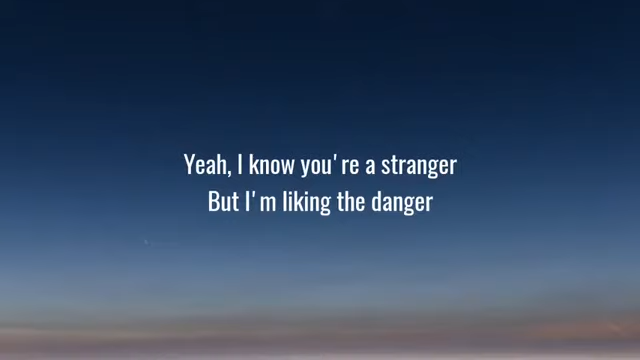 Yeah, I know you're a stranger
But I'm liking the danger